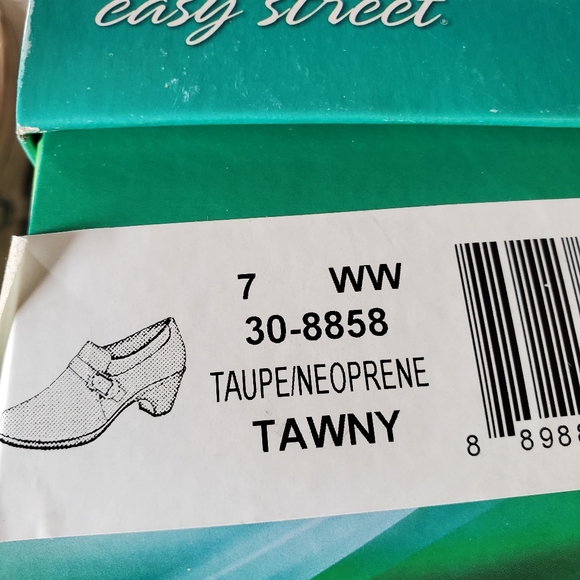 easy street®
7 WW
30-8858
TAUPE/NEOPRENE
TAWNY
8 8988